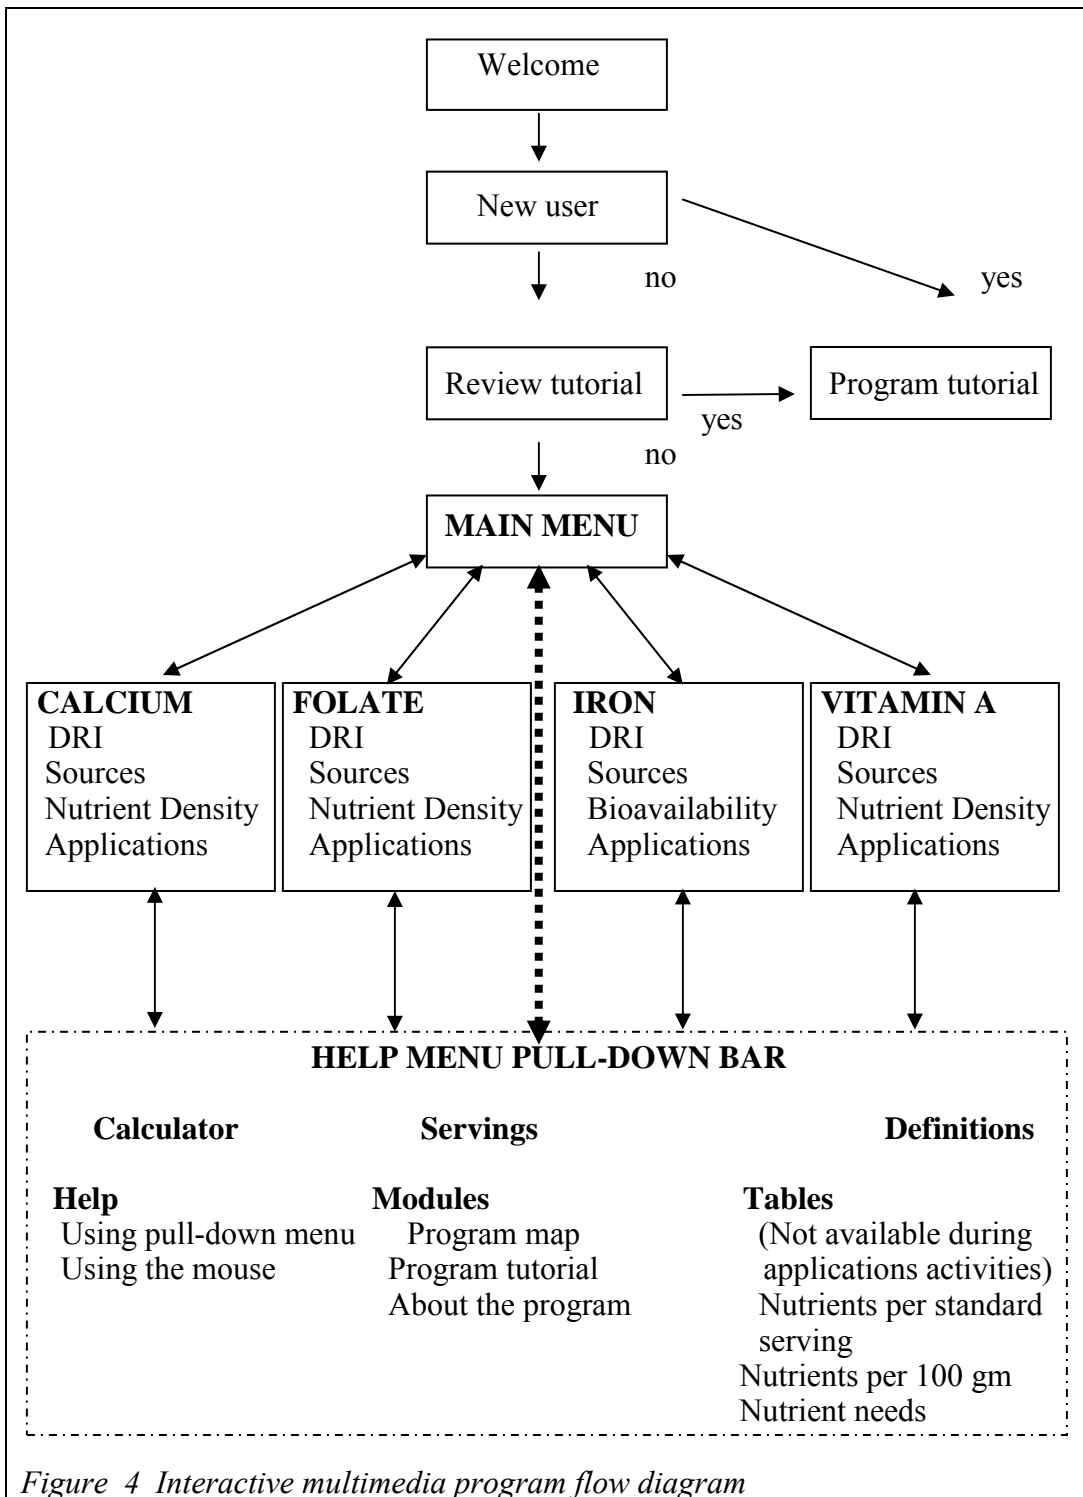 Welcome
New user
no
yes
Review tutorial
Program tutorial
yes
no
MAIN MENU
CALCIUM
DRI
Sources
Nutrient Density
Applications
FOLATE
DRI
Sources
Nutrient Density
Applications
IRON
DRI
Sources
Bioavailability
Applications
VITAMIN A
DRI
Sources
Nutrient Density
Applications
HELP MENU PULL-DOWN BAR
Calculator
Servings
Definitions
Help
Using pull-down menu
Using the mouse
Modules
Program map
Program tutorial
About the program
Tables
(Not available during
applications activities)
Nutrients per standard
serving
Nutrients per 100 gm
Nutrient needs
Figure 4 Interactive multimedia program flow diagram